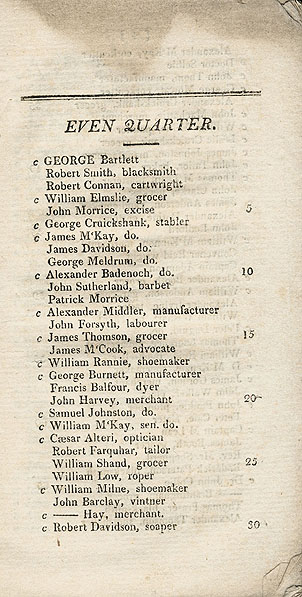 EVEN QUARTER.
c GEORGE Bartlett
Robert Smith, blacksmith
Robert Connan, cartwright
c William Elmslie, grocer
John Morrice, excise 5
c George Cruickshank, stabler
c James M'Kay, do.
James Davidson, do.
George Meldrum, do.
c Alexander Badenoch, do. 10
John Sutherland, barber
Patrick Morrice
c Alexander Middler, manufacturer
John Forsyth, labourer
c James Thomson, grocer 15
James M'Cook, advocate
c William Rannie, shoemaker
c George Burnett, manufacturer
Francis Balfour, dyer
John Harvey, merchant 20
c Samuel Johnston, do.
c William M'Kay, sen. do.
c Cæsar Alteri, optician
Robert Farquhar, tailor
William Shand, grocer 25
William Low, roper
c William Milne, shoemaker
John Barclay, vintner
c —— Hay, merchant.
c Robert Davidson, soaper 30